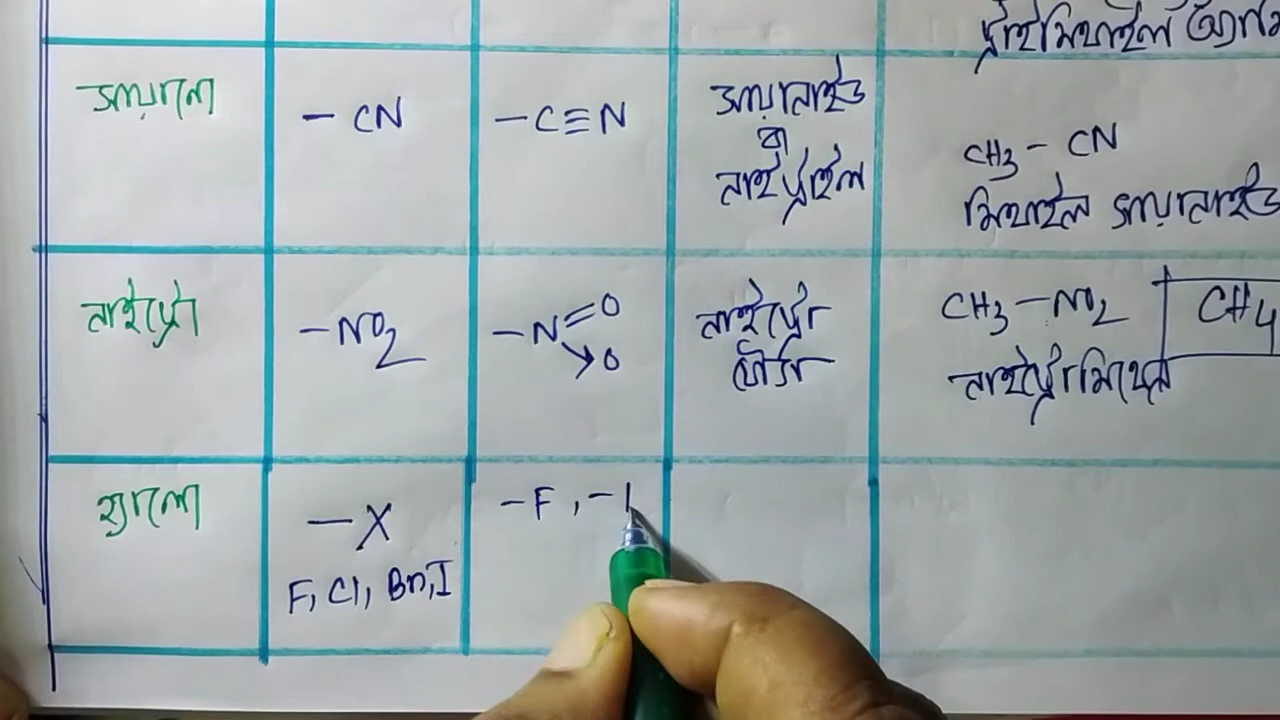 ট্রাইমিথাইল অ্যামি
সায়ানো
– CN
– C≡N
সায়ানাইড
বা
নাইট্রাইল
CH3 – CN
মিথাইল সায়ানাইড
নাইট্রো
– NO2
– N=O
→O
নাইট্রো
যৌগ
CH3 – NO2
CH4
নাইট্রোমিথেন
হ্যালো
– X
F, Cl, Br, I
– F, – I